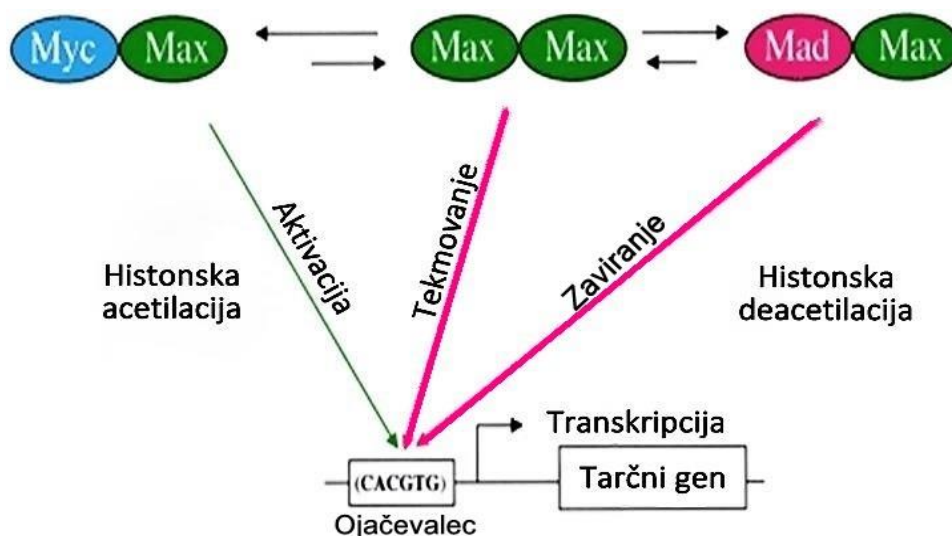 Myc Max Max Max Mad Max
Aktivacija
Tekmovanje
Zaviranje
Histonska
acetilacija
Histonska
deacetilacija
Transkripcija
(CACGTG)
Tarčni gen
Ojačevalec